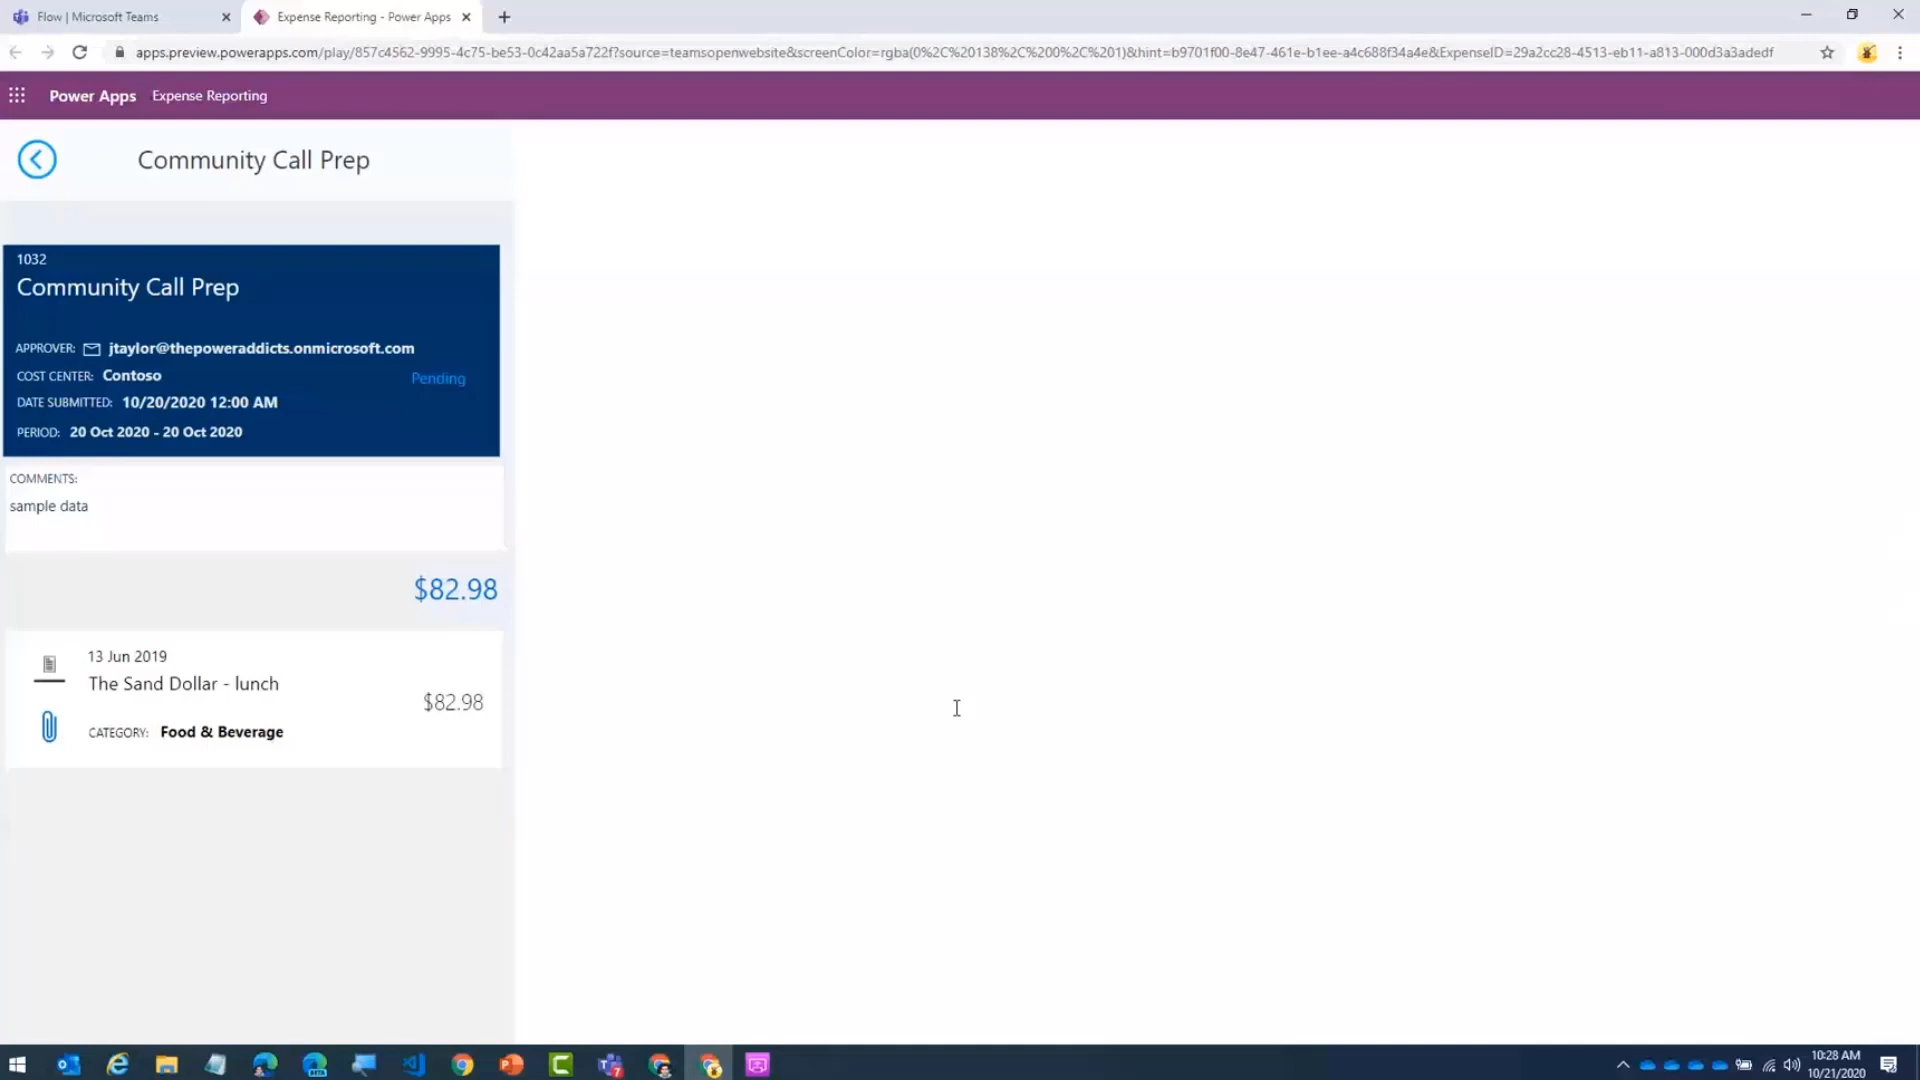 Flow | Microsoft Teams
Expense Reporting - Power Apps
apps.preview.powerapps.com/play/857c4562-9995-4c75-be53-0c42aa5a722f?source=teamsopenwebsite&screenColor=rgba(0%2C%20138%2C%200%2C%201)&hint=b9701f00-8e47-461e-b1ee-a4c688f34a4e&ExpenseID=29a2cc28-4513-eb11-a813-000d3a3adedf
Power Apps Expense Reporting
Community Call Prep
1032
Community Call Prep
APPROVER: jtaylor@thepoweraddicts.onmicrosoft.com
COST CENTER: Contoso
Pending
DATE SUBMITTED: 10/20/2020 12:00 AM
PERIOD: 20 Oct 2020 - 20 Oct 2020
COMMENTS:
sample data
$82.98
13 Jun 2019
The Sand Dollar - lunch
$82.98
CATEGORY: Food & Beverage
BETA
7
10:28 AM
10/21/2020